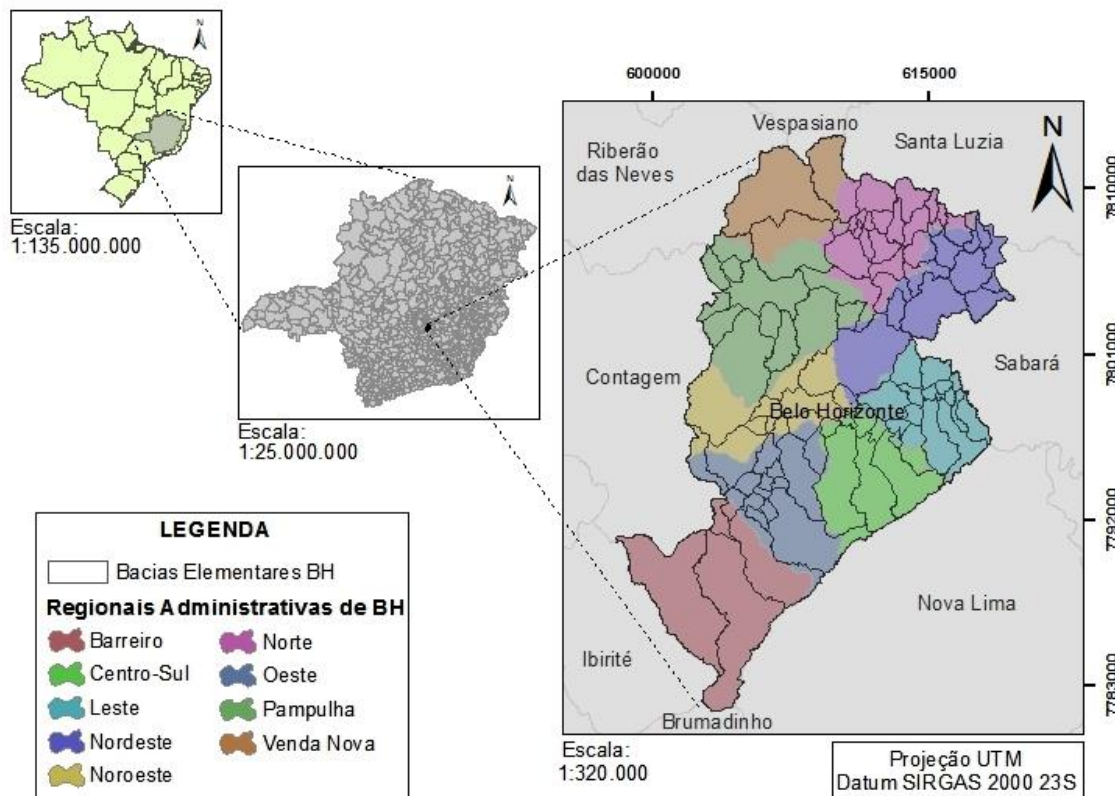 N
Escala:
1:135.000.000
N
Escala:
1:25.000.000
600000
615000
Vespasiano
Riberão
das Neves
Santa Luzia
N
7810000
Contagem
Sabará
7801000
Belo Horizonte
7792000
Nova Lima
Ibirité
7783000
Brumadinho
Escala:
1:320.000
Projeção UTM
Datum SIRGAS 2000 23S
LEGENDA
Bacias Elementares BH
Regionais Administrativas de BH
Barreiro
Norte
Centro-Sul
Oeste
Leste
Pampulha
Nordeste
Venda Nova
Noroeste